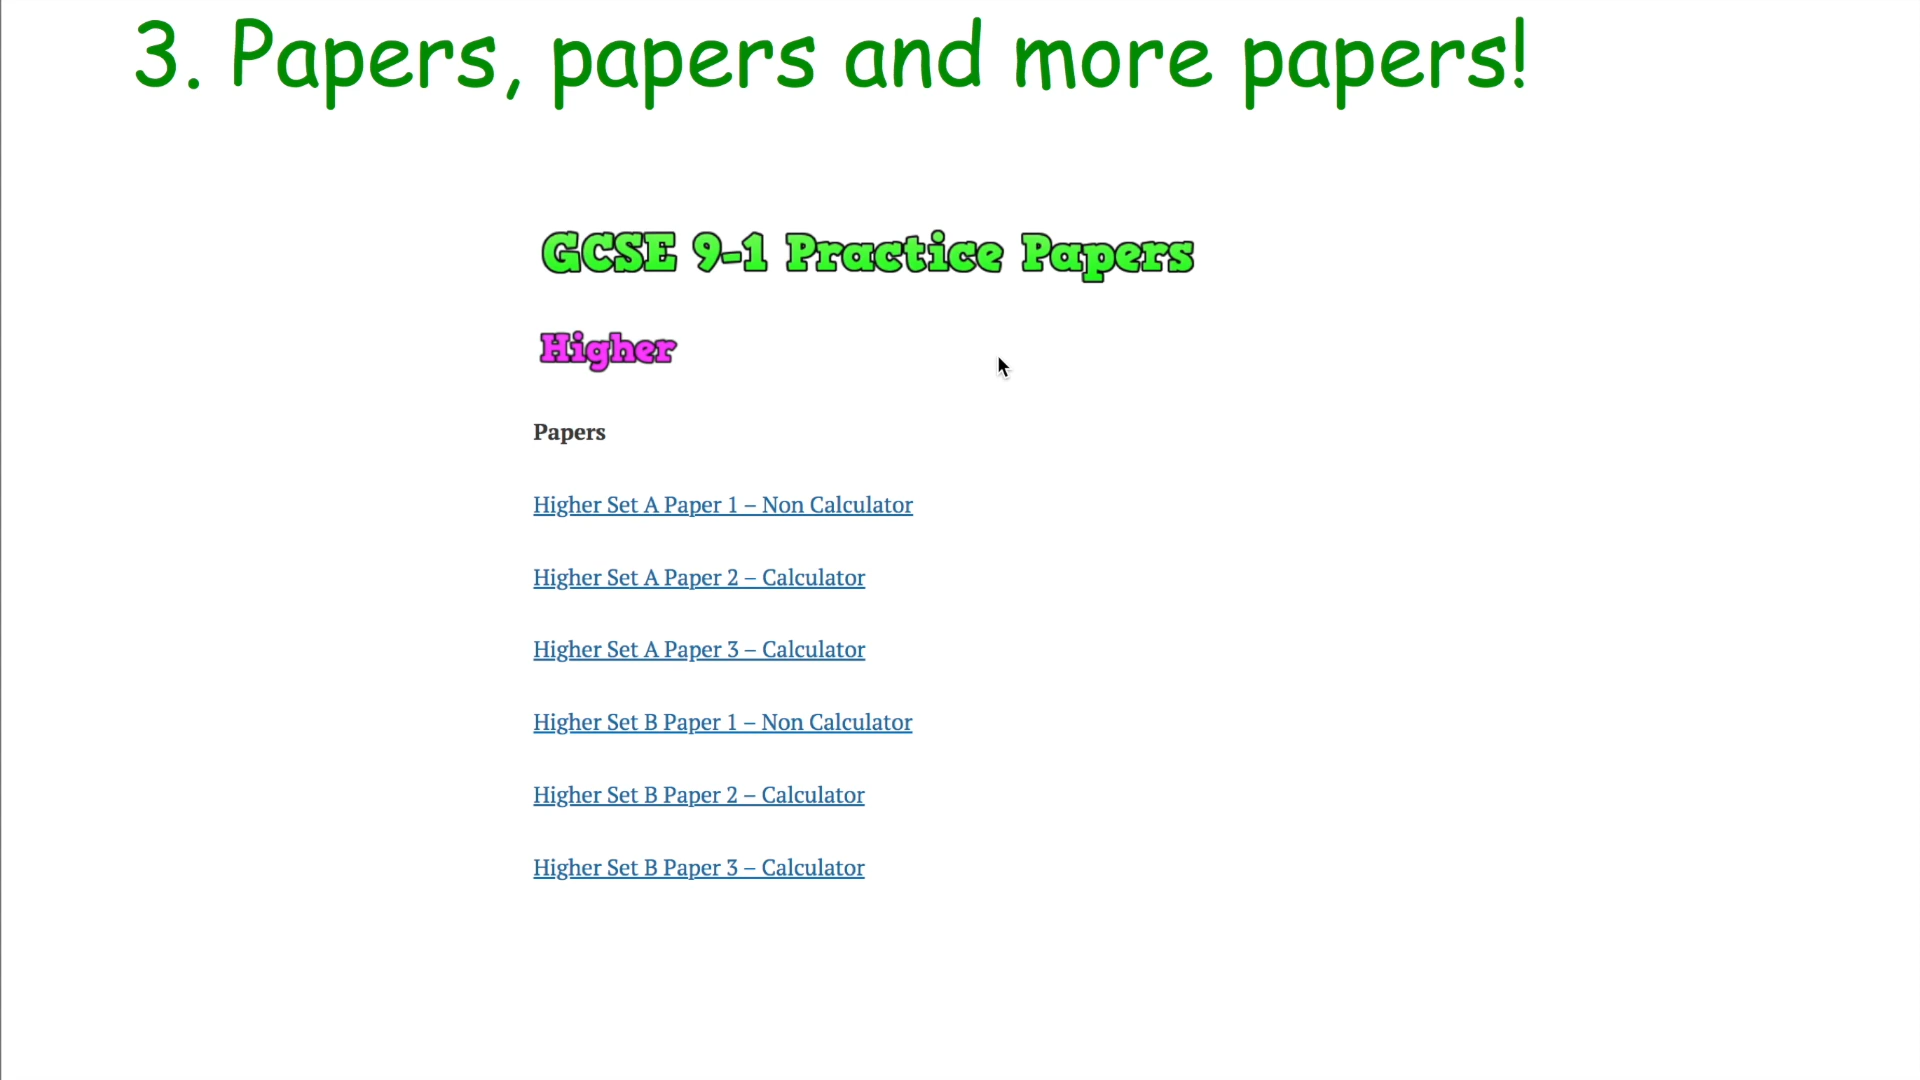 3. Papers, papers and more papers!
GCSE 9-1 Practice Papers
Higher
Papers
Higher Set A Paper 1 – Non Calculator
Higher Set A Paper 2 – Calculator
Higher Set A Paper 3 – Calculator
Higher Set B Paper 1 – Non Calculator
Higher Set B Paper 2 – Calculator
Higher Set B Paper 3 – Calculator